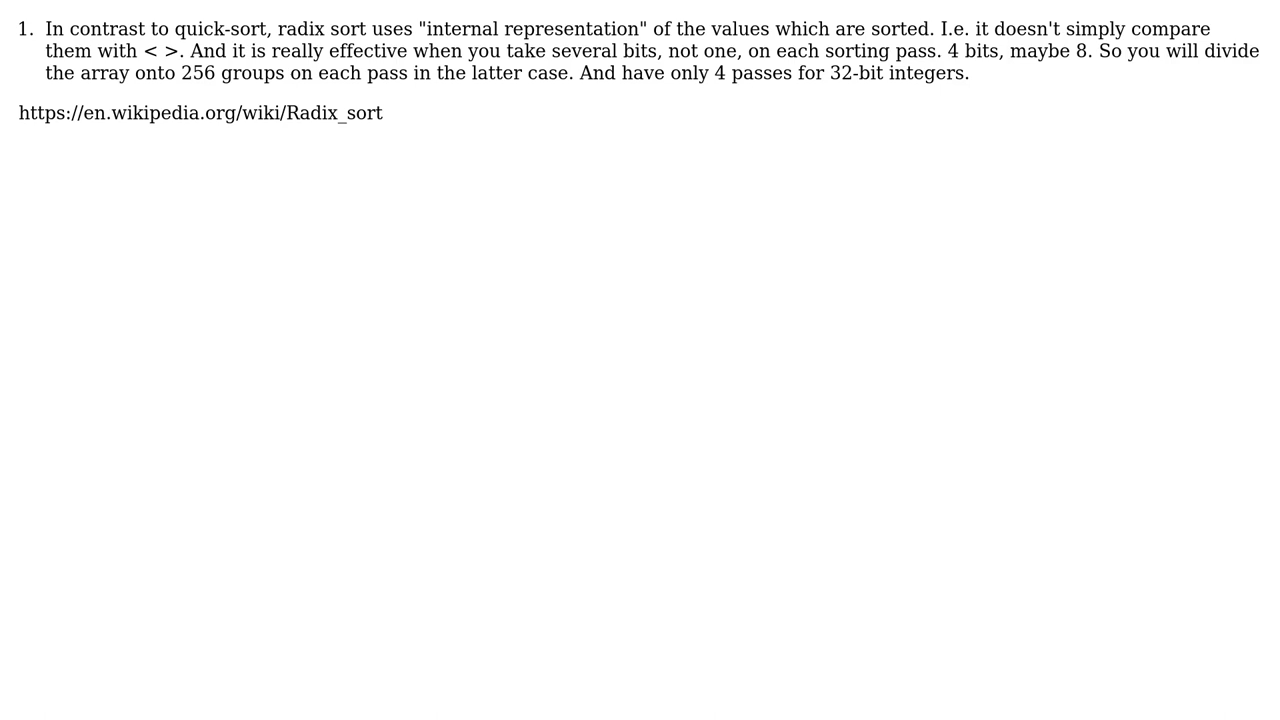 1. In contrast to quick-sort, radix sort uses "internal representation" of the values which are sorted. I.e. it doesn't simply compare
them with < >. And it is really effective when you take several bits, not one, on each sorting pass. 4 bits, maybe 8. So you will divide
the array onto 256 groups on each pass in the latter case. And have only 4 passes for 32-bit integers.
https://en.wikipedia.org/wiki/Radix_sort